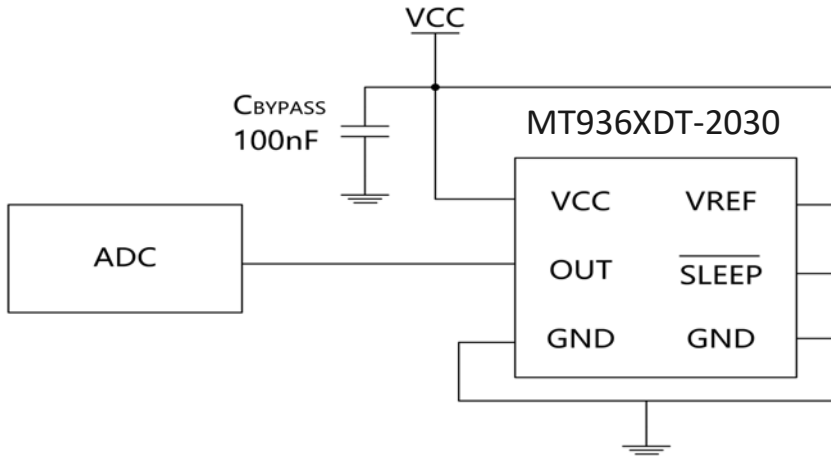 VCC
CBYPASS
100nF
MT936XDT-2030
VCC VREF
ADC
OUT SLEEP
GND GND